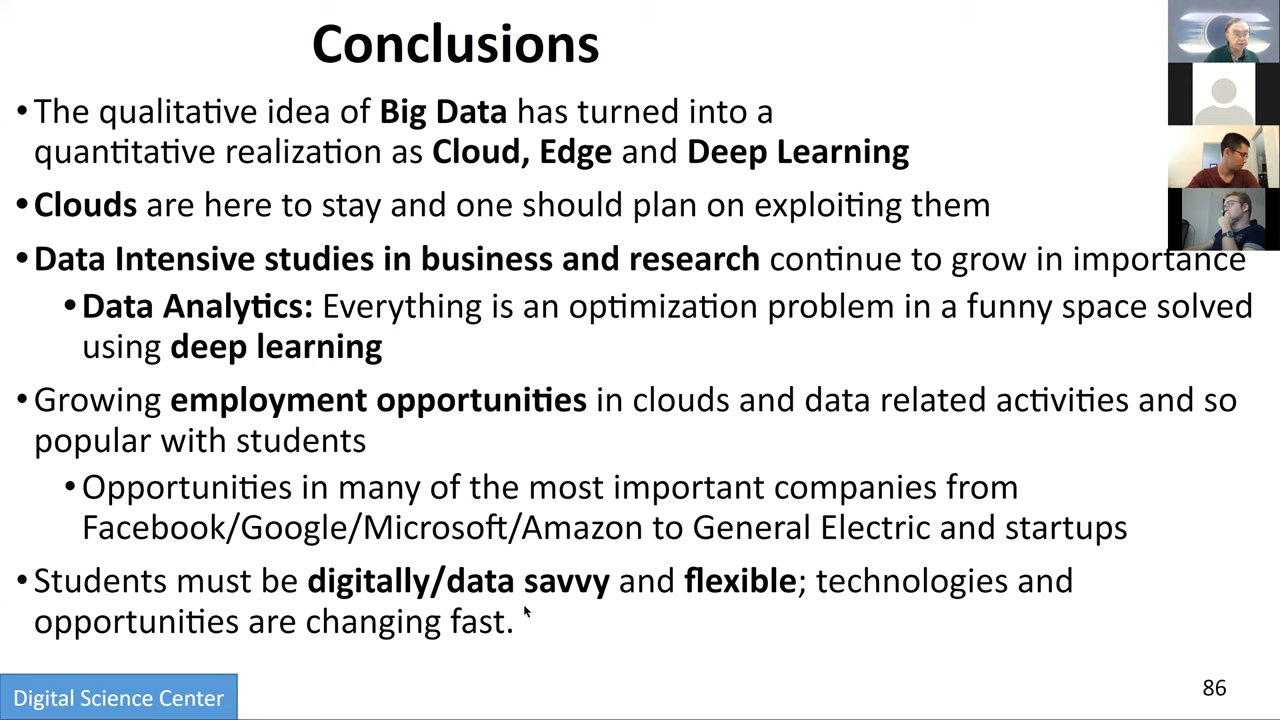 Conclusions
• The qualitative idea of Big Data has turned into a
quantitative realization as Cloud, Edge and Deep Learning
• Clouds are here to stay and one should plan on exploiting them
• Data Intensive studies in business and research continue to grow in importance
• Data Analytics: Everything is an optimization problem in a funny space solved
using deep learning
• Growing employment opportunities in clouds and data related activities and so
popular with students
• Opportunities in many of the most important companies from
Facebook/Google/Microsoft/Amazon to General Electric and startups
• Students must be digitally/data savvy and flexible; technologies and
opportunities are changing fast.
Digital Science Center
86